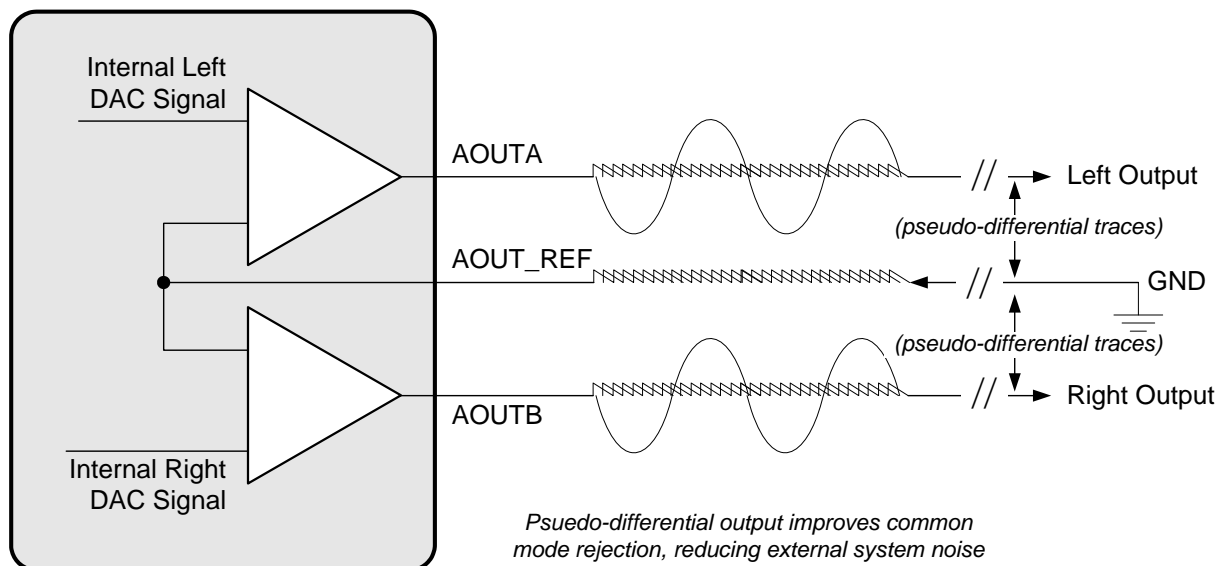 Internal Left
DAC Signal
AOUTA
Left Output
(pseudo-differential traces)
AOUT_REF
GND
(pseudo-differential traces)
AOUTB
Right Output
Internal Right
DAC Signal
Psuedo-differential output improves common
mode rejection, reducing external system noise